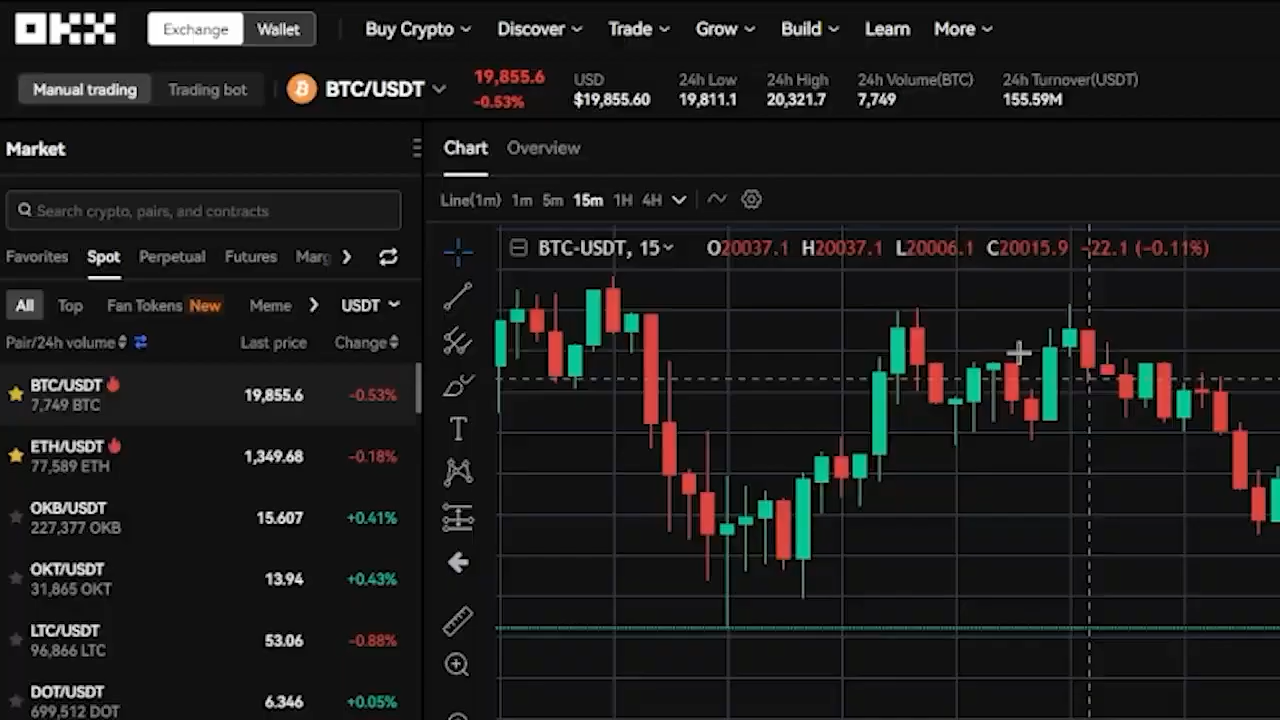 OKX Exchange Wallet Buy Crypto Discover Trade Grow Build Learn More
Manual trading Trading bot BTC/USDT 19,855.6 -0.53% USD $19,855.60 24h Low 19,811.1 24h High 20,321.7 24h Volume(BTC) 7,749 24h Turnover(USDT) 155.59M
Market
Search crypto, pairs, and contracts
Favorites Spot Perpetual Futures Marg
All Top Fan Tokens New Meme USDT
Pair/24h volume Last price Change
BTC/USDT 19,855.6 -0.53%
7,749 BTC
ETH/USDT 1,349.68 -0.18%
77,589 ETH
OKB/USDT 15.607 +0.41%
227,377 OKB
OKT/USDT 13.94 +0.43%
31,865 OKT
LTC/USDT 53.06 -0.88%
96,866 LTC
DOT/USDT 6.346 +0.05%
699,512 DOT
Chart Overview
Line(1m) 1m 5m 15m 1H 4H
BTC-USDT, 15 O20037.1 H20037.1 L20006.1 C20015.9 -22.1 (-0.11%)
T